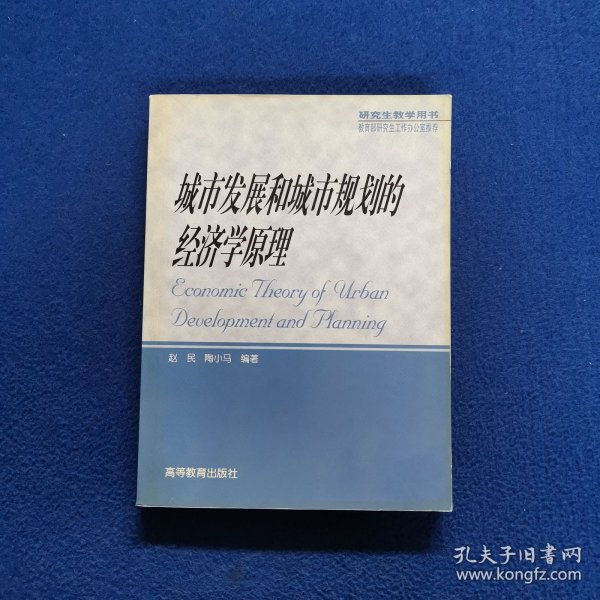 研究生教学用书
教育部研究生工作办公室推荐
城市发展和城市规划的
经济学原理
Economic Theory of Urban
Development and Planning
赵 民 陶小马 编著
高等教育出版社
孔夫子旧书网
www.kongfz.com